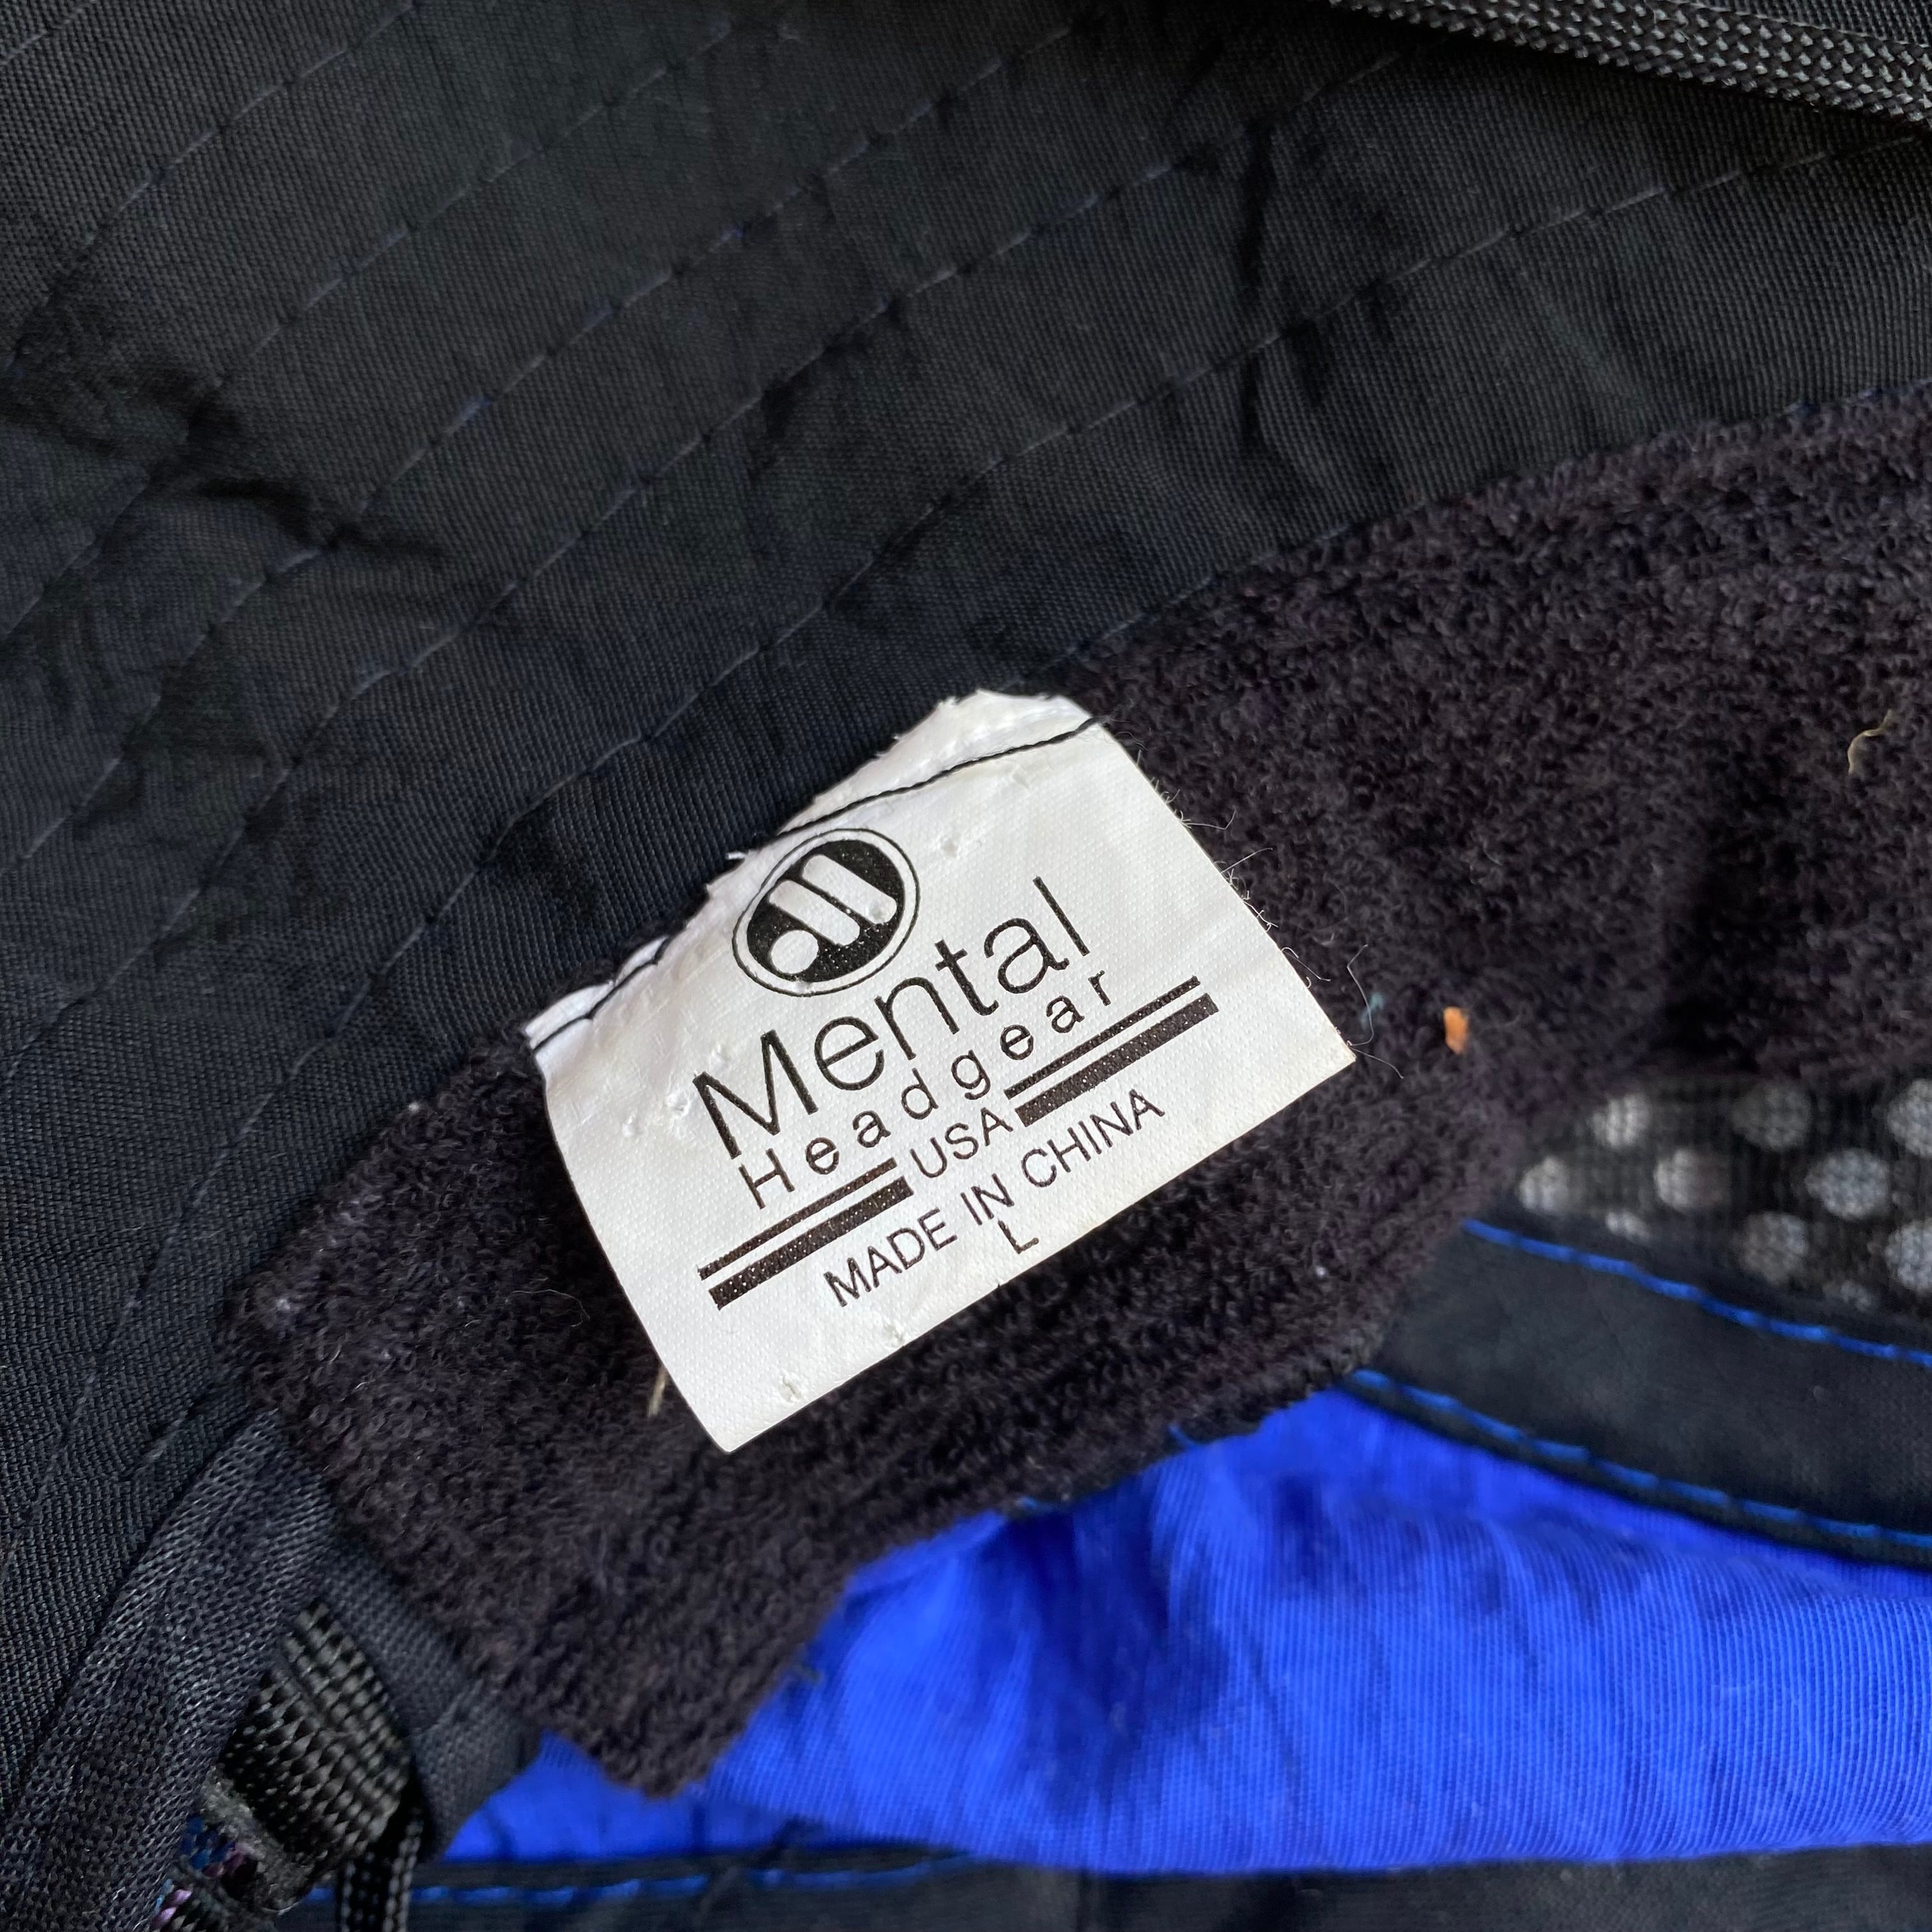 Mental
Headgear
USA
MADE IN CHINA
L